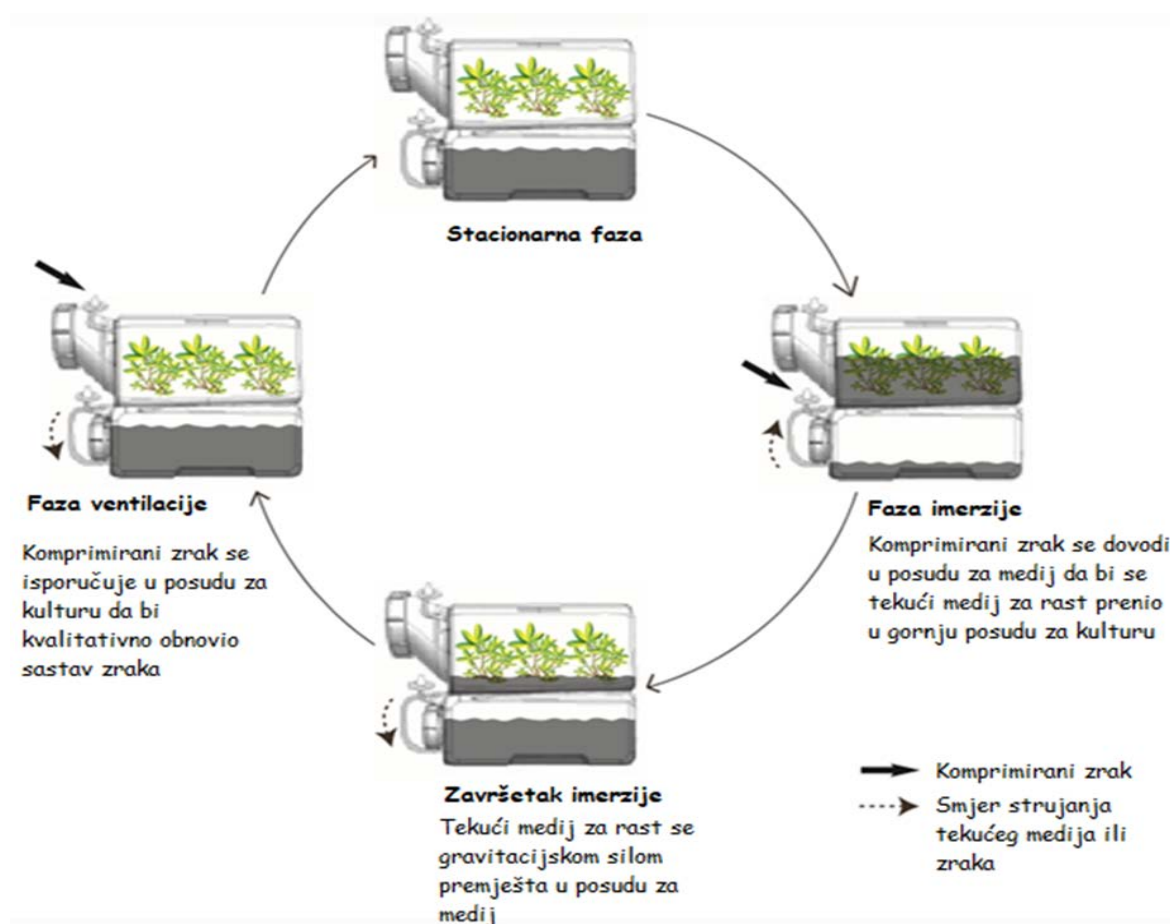 Stacionarna faza
Faza ventilacije
Komprimirani zrak se
isporučuje u posudu za
kulturu da bi
kvalitativno obnovio
sastav zraka
Faza imerzije
Komprimirani zrak se dovodi
u posudu za medij da bi se
tekući medij za rast prenio
u gornju posudu za kulturu
Završetak imerzije
Tekući medij za rast se
gravitacijskom silom
premješta u posudu za
medij
Komprimirani zrak
Smjer strujanja
tekućeg medija ili
zraka